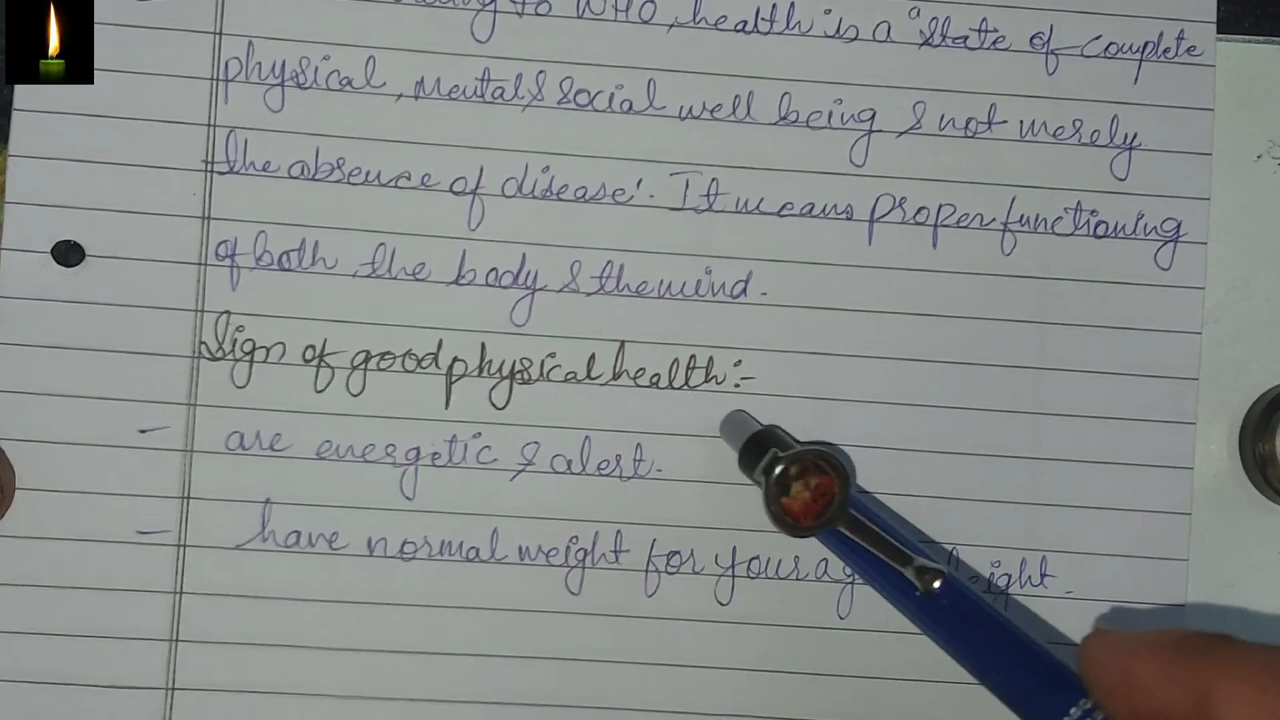 to WHO, health is a "State of complete
physical, Mental & social well being & not merely
the absence of disease'. It means proper functioning
of both the body & the mind.
Sign of good physical health:-
- are energetic & alert.
- have normal weight for your